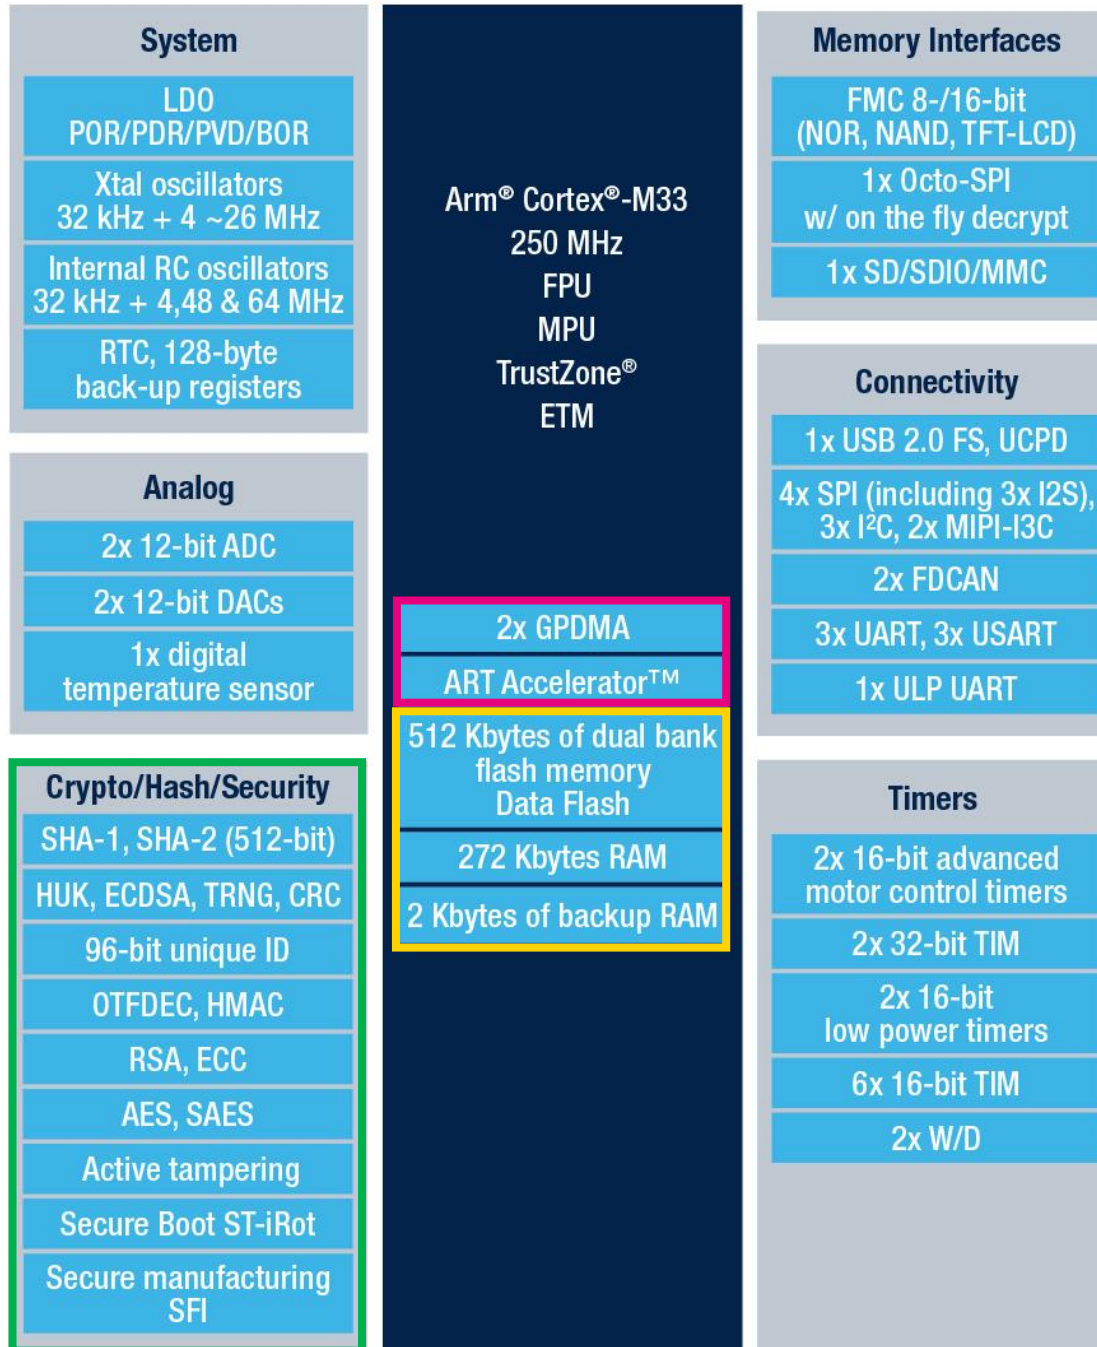 System
LDO
POR/PDR/PVD/BOR
Xtal oscillators
32 kHz + 4 ~26 MHz
Internal RC oscillators
32 kHz + 4,48 & 64 MHz
RTC, 128-byte
back-up registers
Analog
2x 12-bit ADC
2x 12-bit DACs
1x digital
temperature sensor
Crypto/Hash/Security
SHA-1, SHA-2 (512-bit)
HUK, ECDSA, TRNG, CRC
96-bit unique ID
OTFDEC, HMAC
RSA, ECC
AES, SAES
Active tampering
Secure Boot ST-iRot
Secure manufacturing
SFI
Arm® Cortex®-M33
250 MHz
FPU
MPU
TrustZone®
ETM
2x GPDMA
ART Accelerator™
512 Kbytes of dual bank
flash memory
Data Flash
272 Kbytes RAM
2 Kbytes of backup RAM
Memory Interfaces
FMC 8-/16-bit
(NOR, NAND, TFT-LCD)
1x Octo-SPI
w/ on the fly decrypt
1x SD/SDIO/MMC
Connectivity
1x USB 2.0 FS, UCPD
4x SPI (including 3x I2S),
3x I²C, 2x MIPI-I3C
2x FDCAN
3x UART, 3x USART
1x ULP UART
Timers
2x 16-bit advanced
motor control timers
2x 32-bit TIM
2x 16-bit
low power timers
6x 16-bit TIM
2x W/D